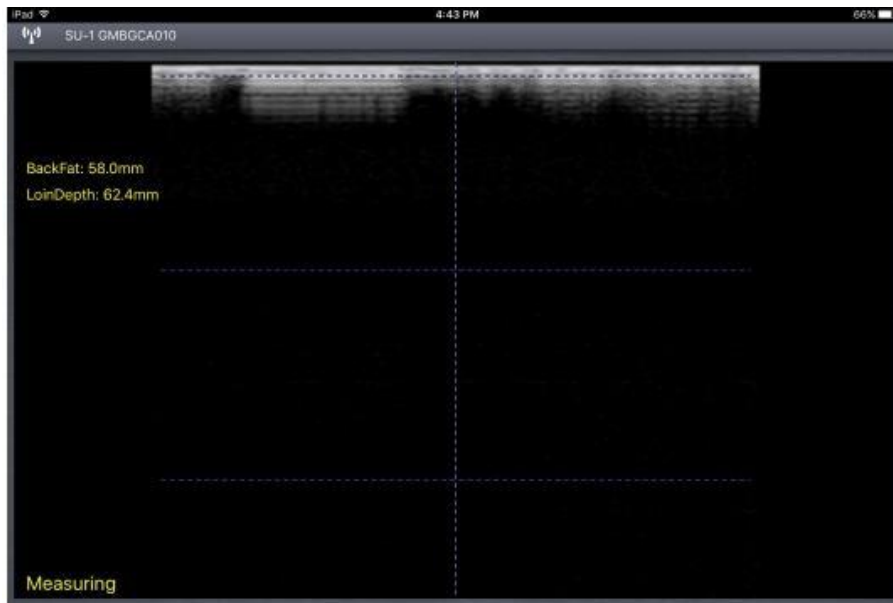 iPad 4:43 PM 66%
SU-1 GMBGCA010
BackFat: 58.0mm
LoinDepth: 62.4mm
Measuring